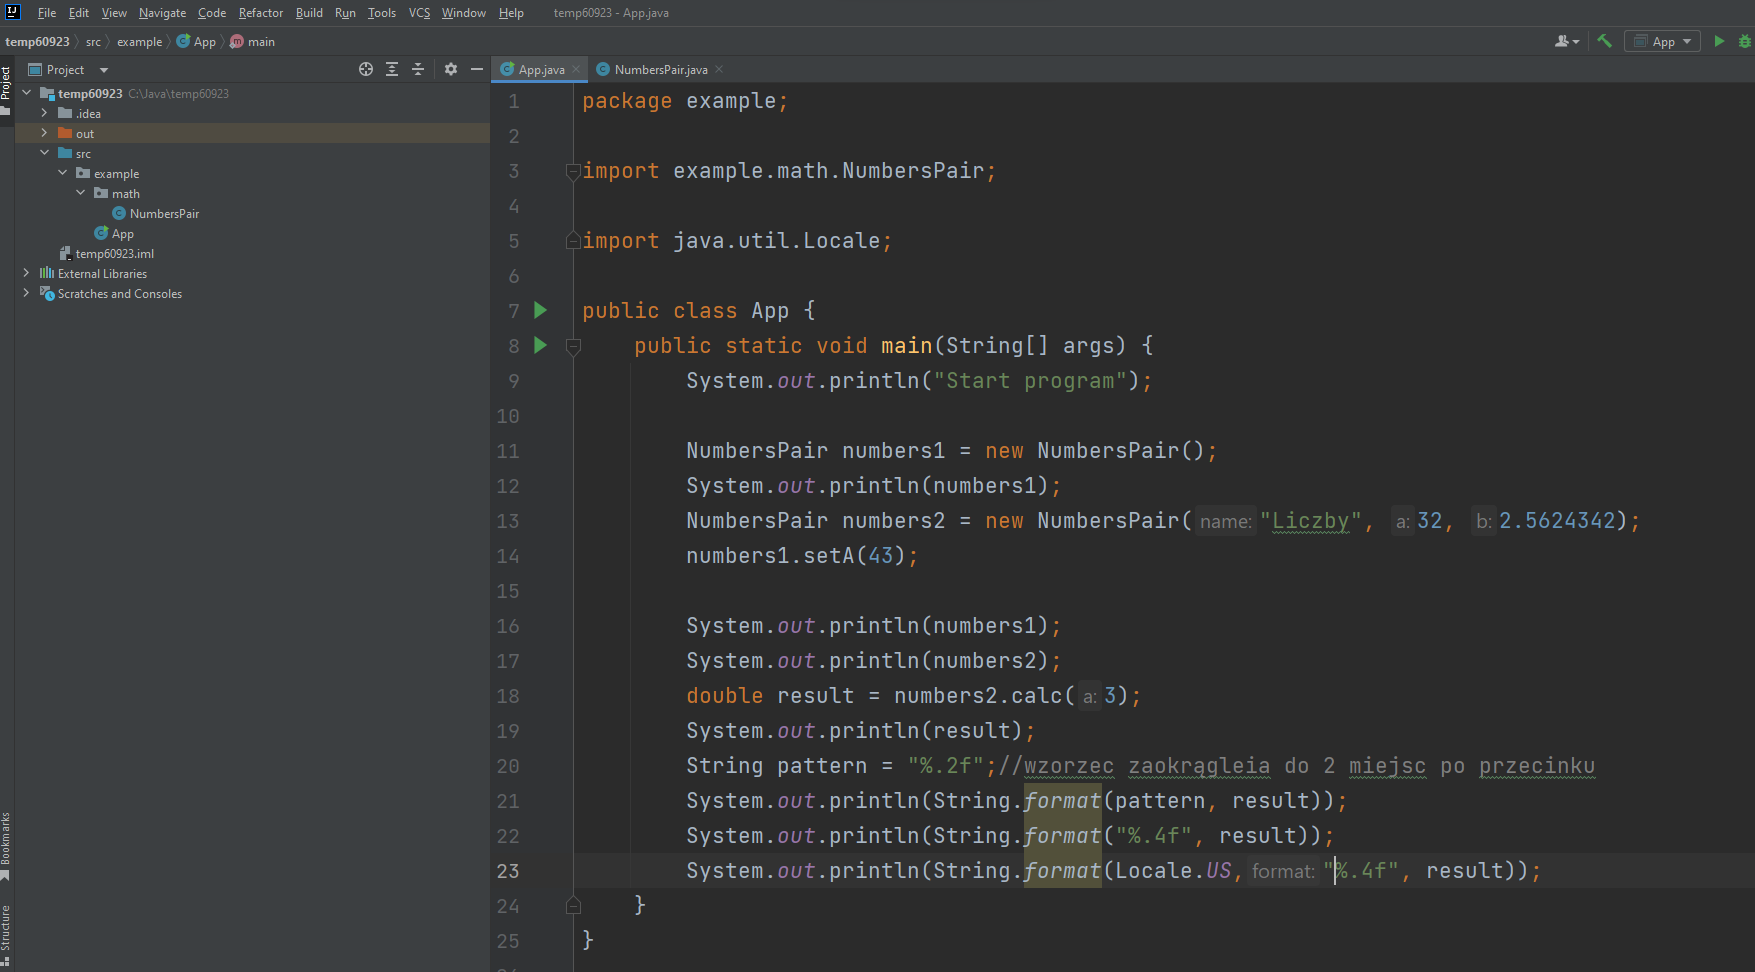 File Edit View Navigate Code Refactor Build Run Tools VCS Window Help temp60923 - App.java
temp60923 src example App main
App
Project
App.java NumbersPair.java
Project
temp60923 C:\Java\temp60923
.idea
out
src
example
math
NumbersPair
App
temp60923.iml
External Libraries
Scratches and Consoles
Bookmarks
Structure
1 package example;
2
3 import example.math.NumbersPair;
4
5 import java.util.Locale;
6
7 public class App {
8 public static void main(String[] args) {
9 System.out.println("Start program");
10
11 NumbersPair numbers1 = new NumbersPair();
12 System.out.println(numbers1);
13 NumbersPair numbers2 = new NumbersPair( name: "Liczby", a: 32, b: 2.5624342);
14 numbers1.setA(43);
15
16 System.out.println(numbers1);
17 System.out.println(numbers2);
18 double result = numbers2.calc( a: 3);
19 System.out.println(result);
20 String pattern = "%.2f";//wzorzec zaokrągleia do 2 miejsc po przecinku
21 System.out.println(String.format(pattern, result));
22 System.out.println(String.format("%.4f", result));
23 System.out.println(String.format(Locale.US, format: "%.4f", result));
24 }
25 }